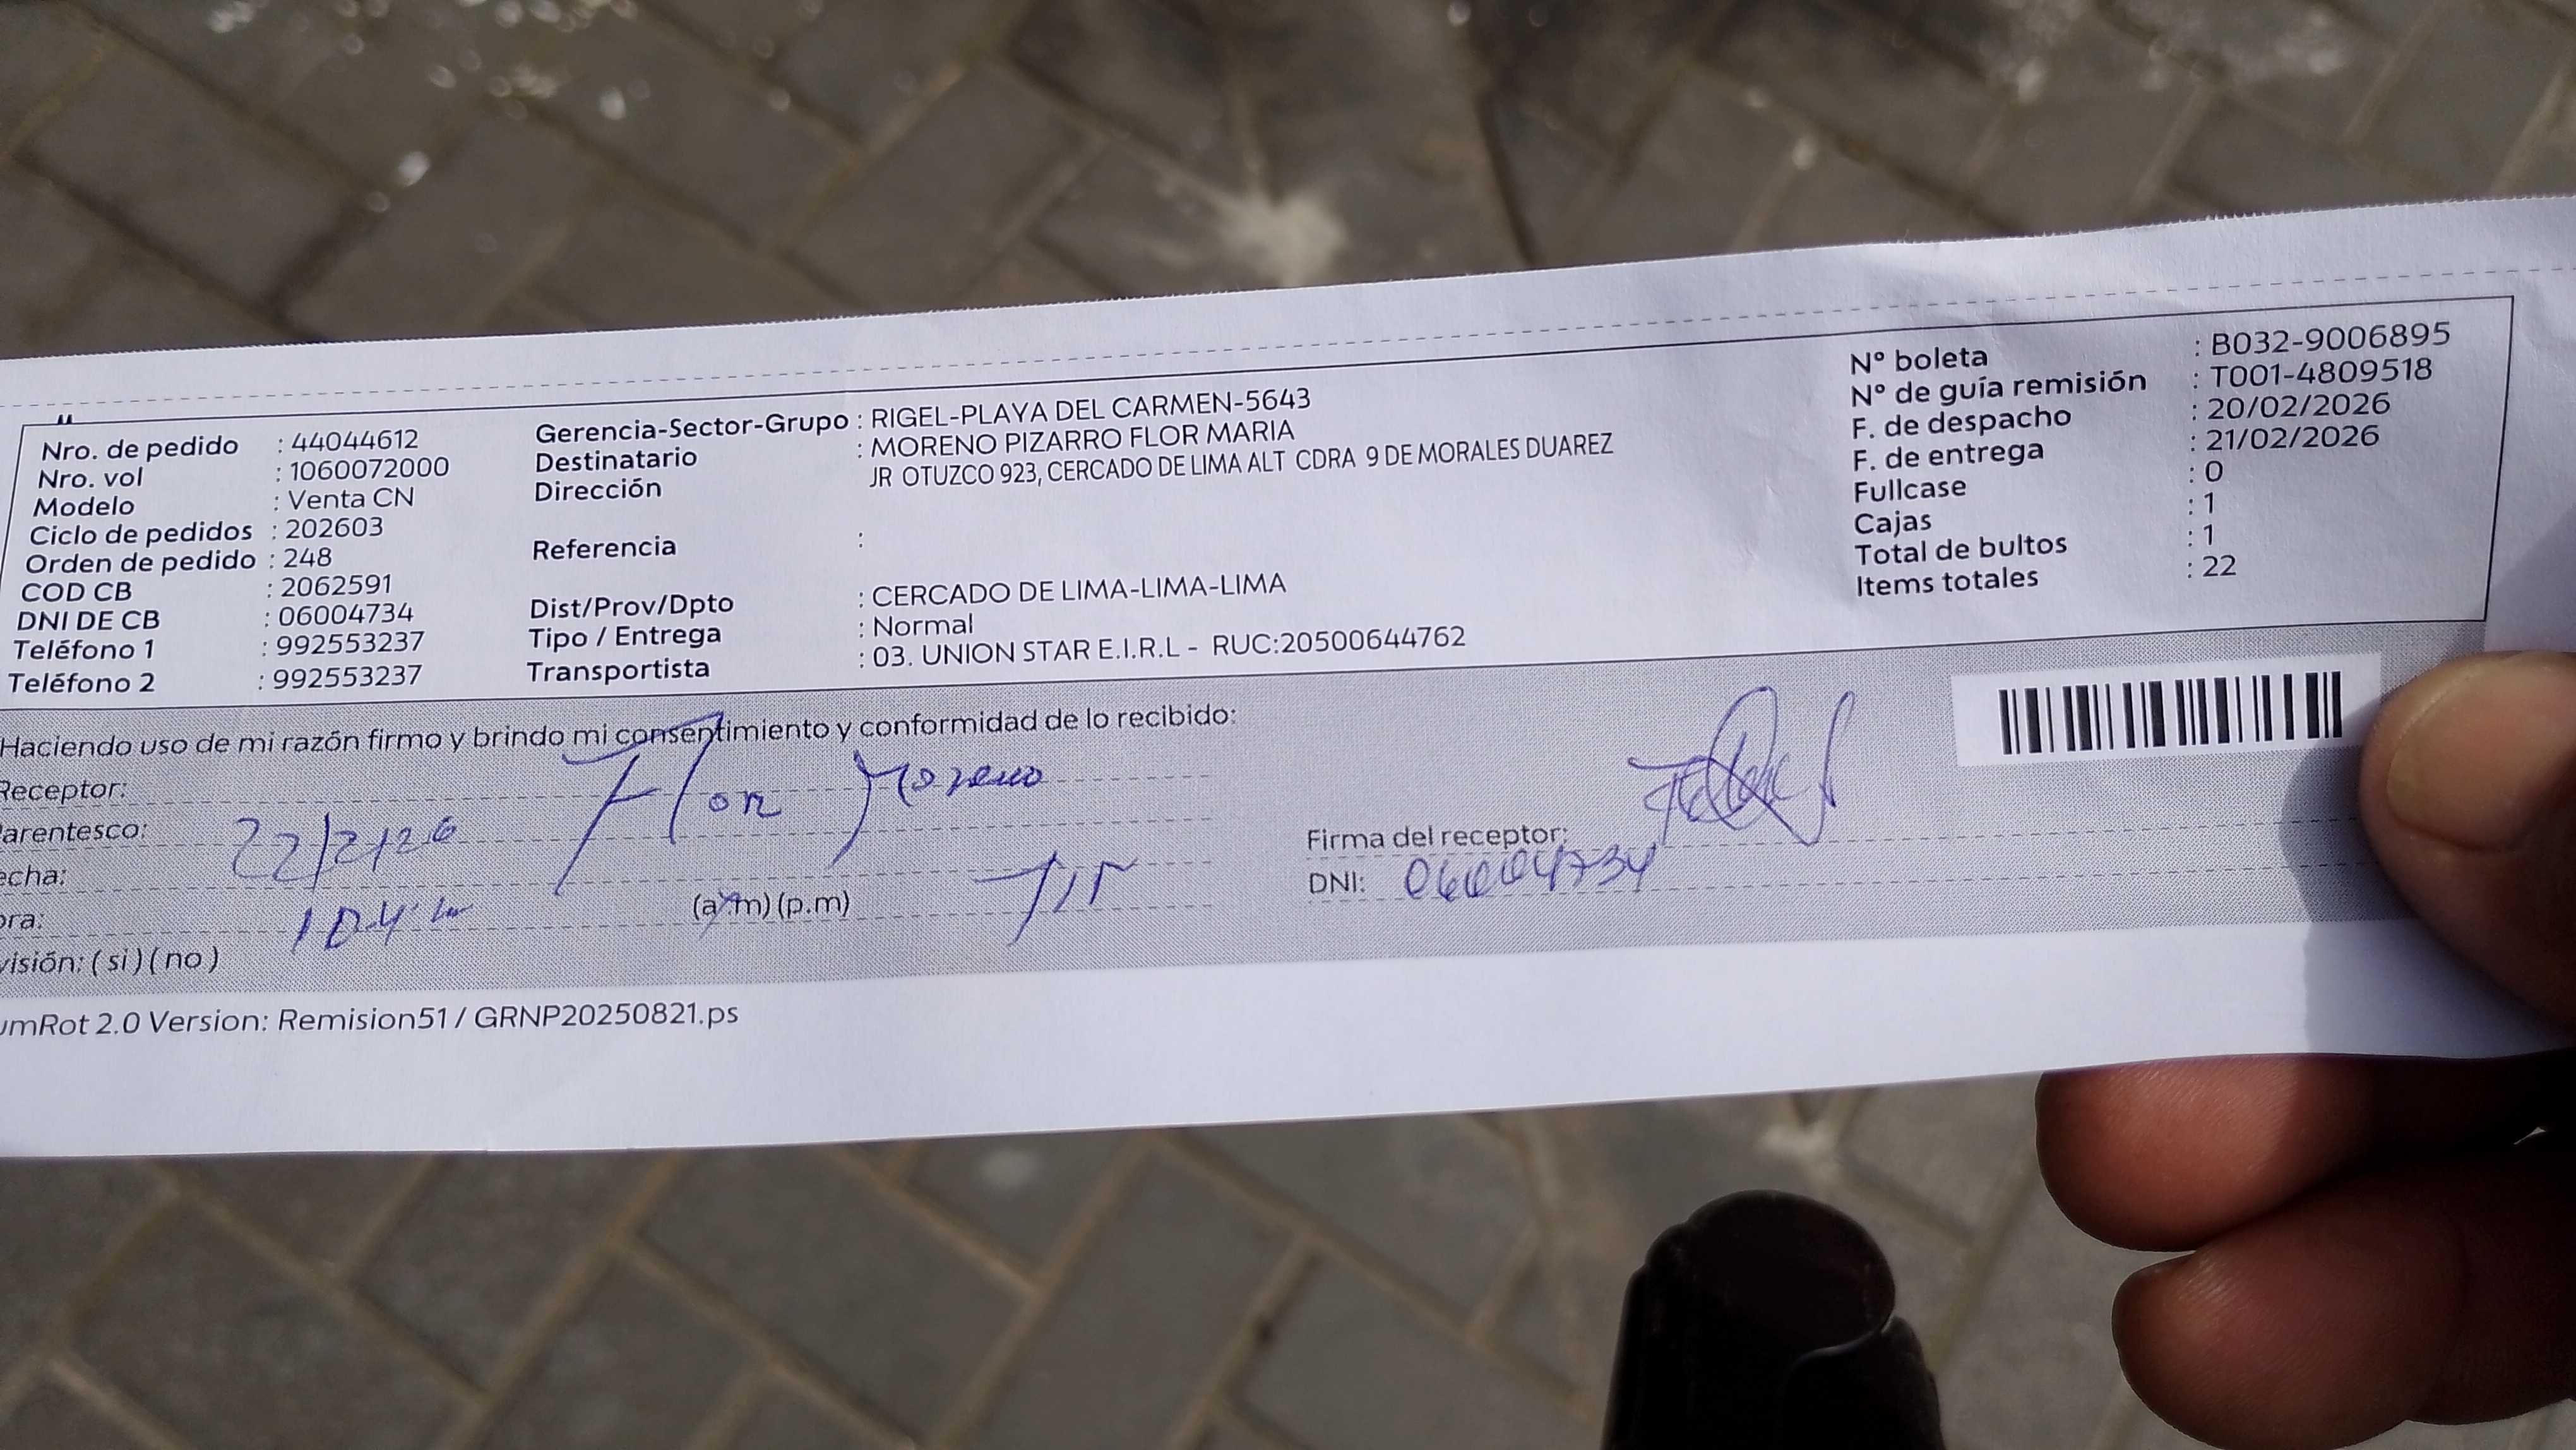 Nro. de pedido : 44044612
Nro. vol : 1060072000
Modelo : Venta CN
Ciclo de pedidos : 202603
Orden de pedido : 248
COD CB : 2062591
DNI DE CB : 06004734
Teléfono 1 : 992553237
Teléfono 2 : 992553237
Gerencia-Sector-Grupo : RIGEL-PLAYA DEL CARMEN-5643
Destinatario : MORENO PIZARRO FLOR MARIA
Dirección JR OTUZCO 923, CERCADO DE LIMA ALT CDRA 9 DE MORALES DUAREZ
Referencia :
Dist/Prov/Dpto : CERCADO DE LIMA-LIMA-LIMA
Tipo / Entrega : Normal
Transportista : 03. UNION STAR E.I.R.L - RUC:20500644762
Nº boleta : B032-9006895
Nº de guía remisión : T001-4809518
F. de despacho : 20/02/2026
F. de entrega : 21/02/2026
Fullcase : 0
Cajas : 1
Total de bultos : 1
Items totales : 22
Haciendo uso de mi razón firmo y brindo mi consentimiento y conformidad de lo recibido:
Receptor: Flor Moreno
arentesco:
echa: 22/2/26
ora: (a.m) (p.m)
visión: ( si ) ( no )
Firma del receptor:
DNI: 06004734
umRot 2.0 Version: Remision51 / GRNP20250821.ps